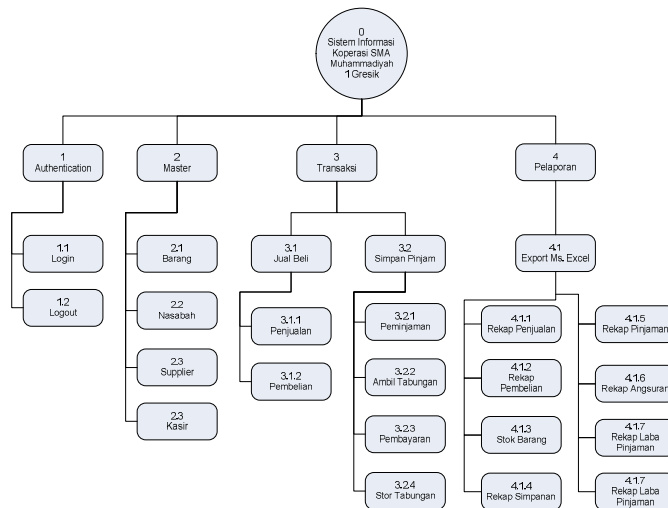 0
Sistem Informasi
Koperasi SMA
Muhammadiyah
1 Gresik
1
Authentication
2
Master
3
Transaksi
4
Pelaporan
1.1
Login
1.2
Logout
2.1
Barang
2.2
Nasabah
2.3
Supplier
2.3
Kasir
3.1
Jual Beli
3.1.1
Penjualan
3.1.2
Pembelian
3.2
Simpan Pinjam
3.2.1
Peminjaman
3.2.2
Ambil Tabungan
3.2.3
Pembayaran
3.2.4
Stor Tabungan
4.1
Export Ms. Excel
4.1.1
Rekap Penjualan
4.1.2
Rekap
Pembelian
4.1.3
Stok Barang
4.1.4
Rekap Simpanan
4.1.5
Rekap Pinjaman
4.1.6
Rekap Angsuran
4.1.7
Rekap Laba
Pinjaman
4.1.7
Rekap Laba
Pinjaman